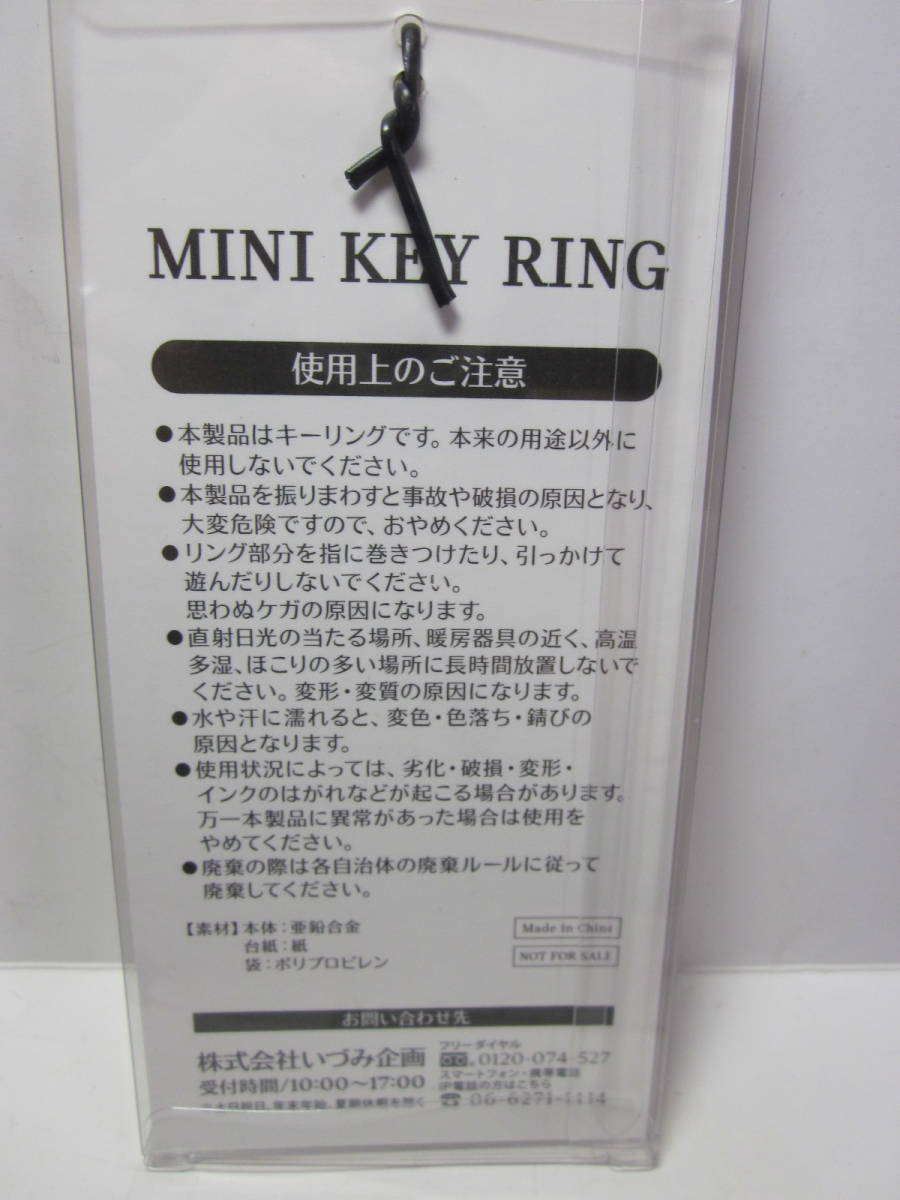 MINI KEY RING
使用上のご注意
●本製品はキーリングです。本来の用途以外に
使用しないでください。
●本製品を振りまわすと事故や破損の原因となり、
大変危険ですので、おやめください。
●リング部分を指に巻きつけたり、引っかけて
遊んだりしないでください。
思わぬケガの原因になります。
●直射日光の当たる場所、暖房器具の近く、高温
多湿、ほこりの多い場所に長時間放置しないで
ください。変形・変質の原因になります。
●水や汗に濡れると、変色・色落ち・錆びの
原因となります。
●使用状況によっては、劣化・破損・変形・
インクのはがれなどが起こる場合があります。
万一本製品に異常があった場合は使用を
やめてください。
●廃棄の際は各自治体の廃棄ルールに従って
廃棄してください。
【素材】本体：亜鉛合金
台紙：紙
袋：ポリプロピレン
Made in China
NOT FOR SALE
お問い合わせ先
株式会社いづみ企画
受付時間/10:00～17:00
※土日祝日、年末年始、夏期休暇を除く
フリーダイヤル
0120-074-527
スマートフォン・携帯電話
IP電話の方はこちら
☎06-6271-1114